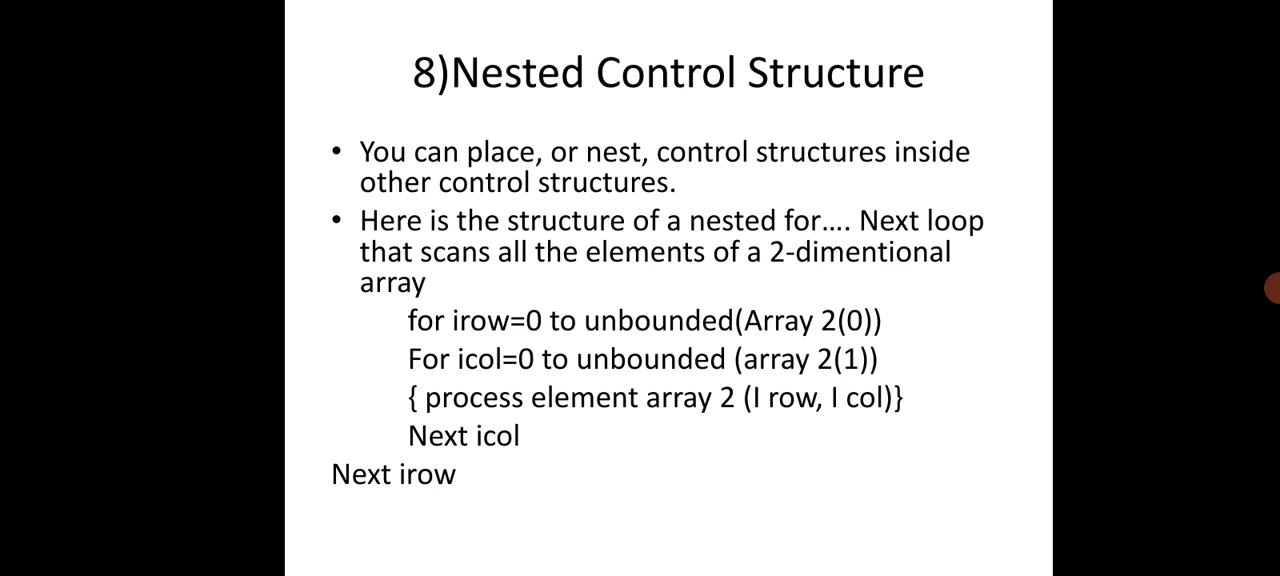 8)Nested Control Structure
• You can place, or nest, control structures inside
other control structures.
• Here is the structure of a nested for…. Next loop
that scans all the elements of a 2-dimentional
array
for irow=0 to unbounded(Array 2(0))
For icol=0 to unbounded (array 2(1))
{ process element array 2 (I row, I col)}
Next icol
Next irow